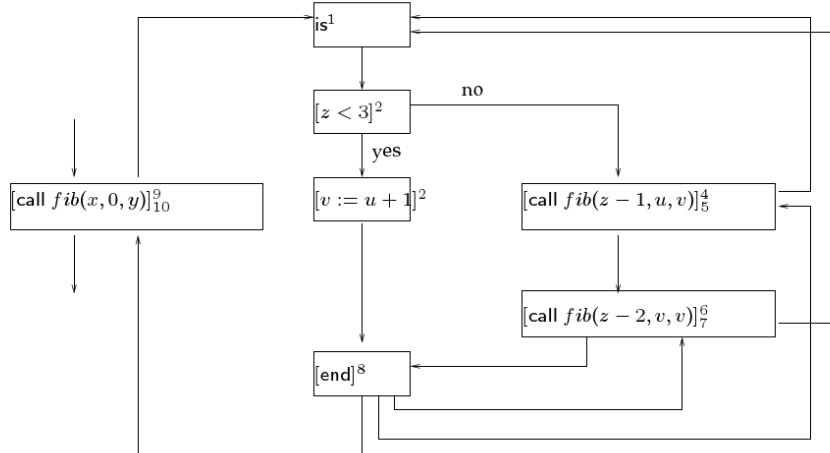 is¹
[z < 3]²
no
yes
[call fib(x, 0, y)]⁹₁₀
[v := u + 1]²
[call fib(z − 1, u, v)]⁴₅
[call fib(z − 2, v, v)]⁶₇
[end]⁸